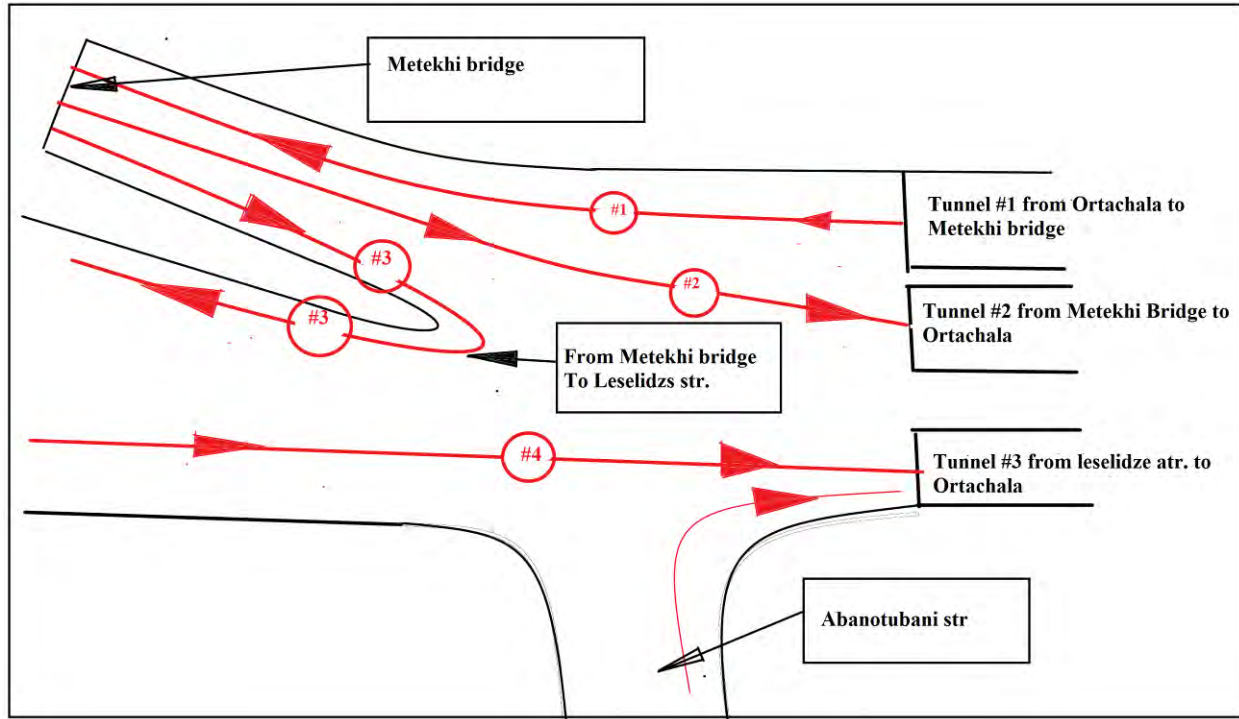 Metekhi bridge
#1
Tunnel #1 from Ortachala to
Metekhi bridge
#3
#2
Tunnel #2 from Metekhi Bridge to
Ortachala
#3
From Metekhi bridge
To Leselidzs str.
#4
Tunnel #3 from leselidze atr. to
Ortachala
Abanotubani str